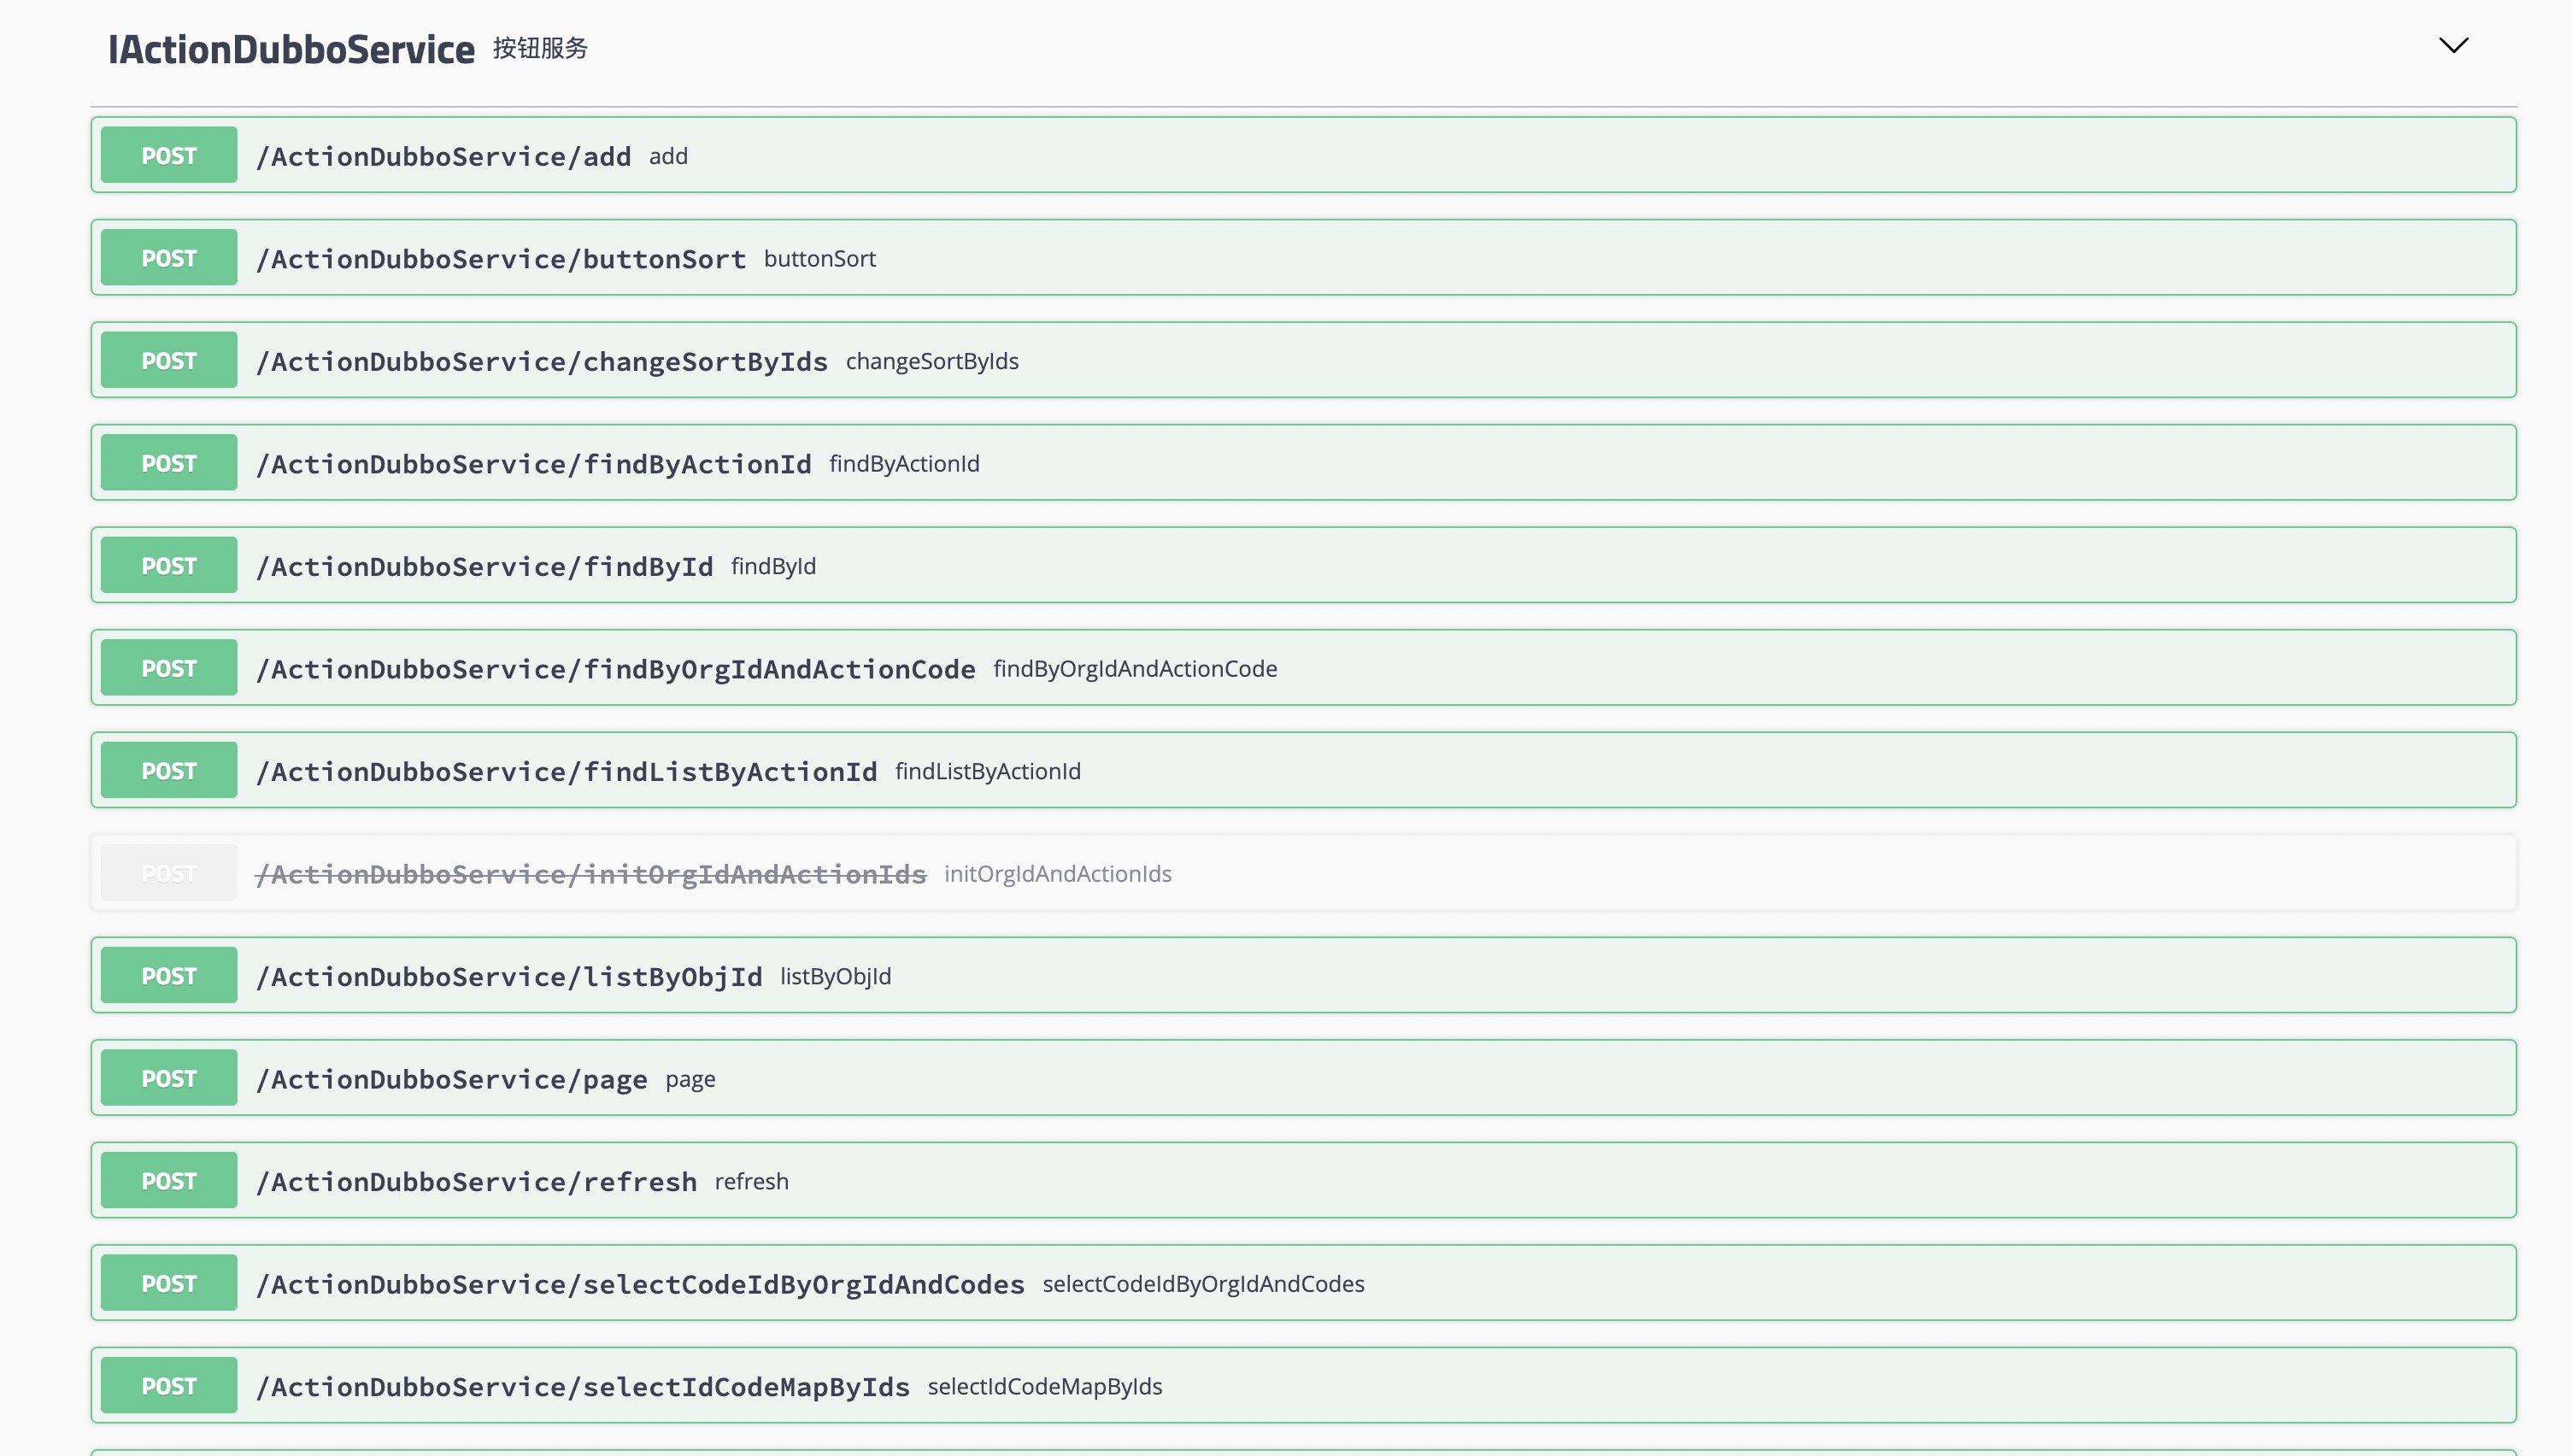 IActionDubboService 按钮服务
POST /ActionDubboService/add add
POST /ActionDubboService/buttonSort buttonSort
POST /ActionDubboService/changeSortByIds changeSortByIds
POST /ActionDubboService/findByActionId findByActionId
POST /ActionDubboService/findById findById
POST /ActionDubboService/findByOrgIdAndActionCode findByOrgIdAndActionCode
POST /ActionDubboService/findListByActionId findListByActionId
POST /ActionDubboService/initOrgIdAndActionIds initOrgIdAndActionIds
POST /ActionDubboService/listByObjId listByObjId
POST /ActionDubboService/page page
POST /ActionDubboService/refresh refresh
POST /ActionDubboService/selectCodeIdByOrgIdAndCodes selectCodeIdByOrgIdAndCodes
POST /ActionDubboService/selectIdCodeMapByIds selectIdCodeMapByIds